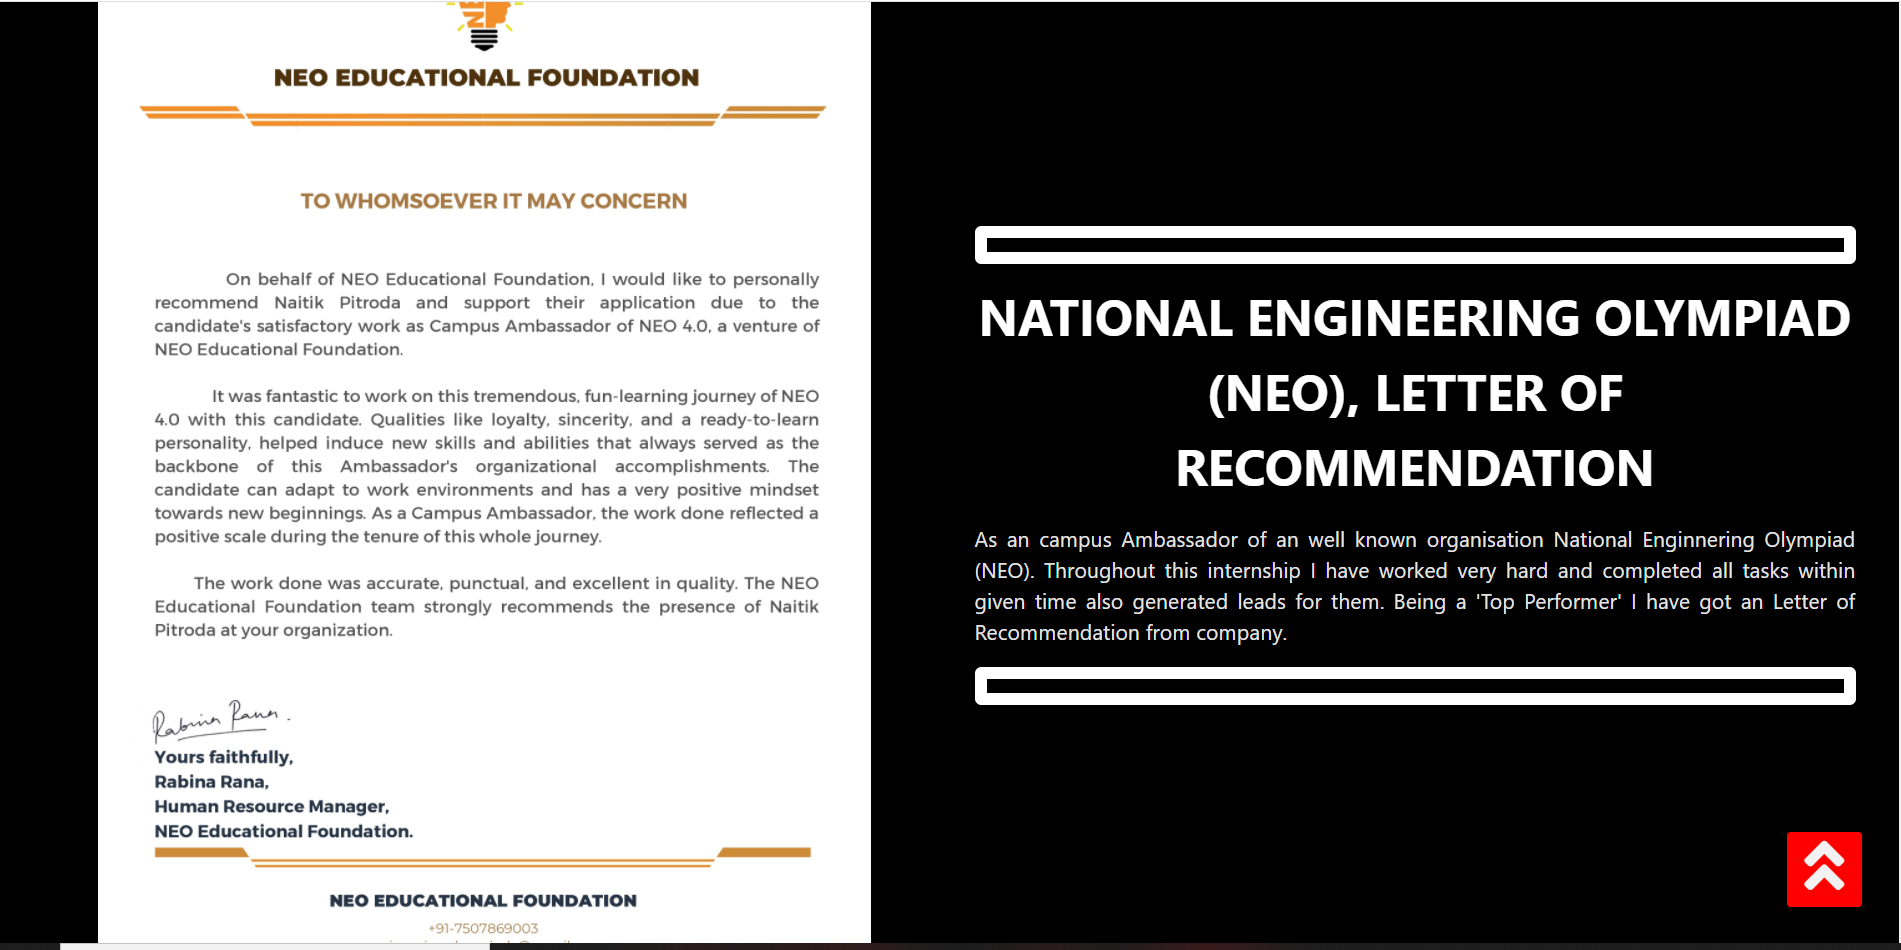 NE
NEO EDUCATIONAL FOUNDATION
TO WHOMSOEVER IT MAY CONCERN
On behalf of NEO Educational Foundation, I would like to personally
recommend Naitik Pitroda and support their application due to the
candidate's satisfactory work as Campus Ambassador of NEO 4.0, a venture of
NEO Educational Foundation.
It was fantastic to work on this tremendous, fun-learning journey of NEO
4.0 with this candidate. Qualities like loyalty, sincerity, and a ready-to-learn
personality, helped induce new skills and abilities that always served as the
backbone of this Ambassador's organizational accomplishments. The
candidate can adapt to work environments and has a very positive mindset
towards new beginnings. As a Campus Ambassador, the work done reflected a
positive scale during the tenure of this whole journey.
The work done was accurate, punctual, and excellent in quality. The NEO
Educational Foundation team strongly recommends the presence of Naitik
Pitroda at your organization.
Rabina Rana.
Yours faithfully,
Rabina Rana,
Human Resource Manager,
NEO Educational Foundation.
NEO EDUCATIONAL FOUNDATION
+91-7507869003
NATIONAL ENGINEERING OLYMPIAD
(NEO), LETTER OF
RECOMMENDATION
As an campus Ambassador of an well known organisation National Enginnering Olympiad
(NEO). Throughout this internship I have worked very hard and completed all tasks within
given time also generated leads for them. Being a 'Top Performer' I have got an Letter of
Recommendation from company.